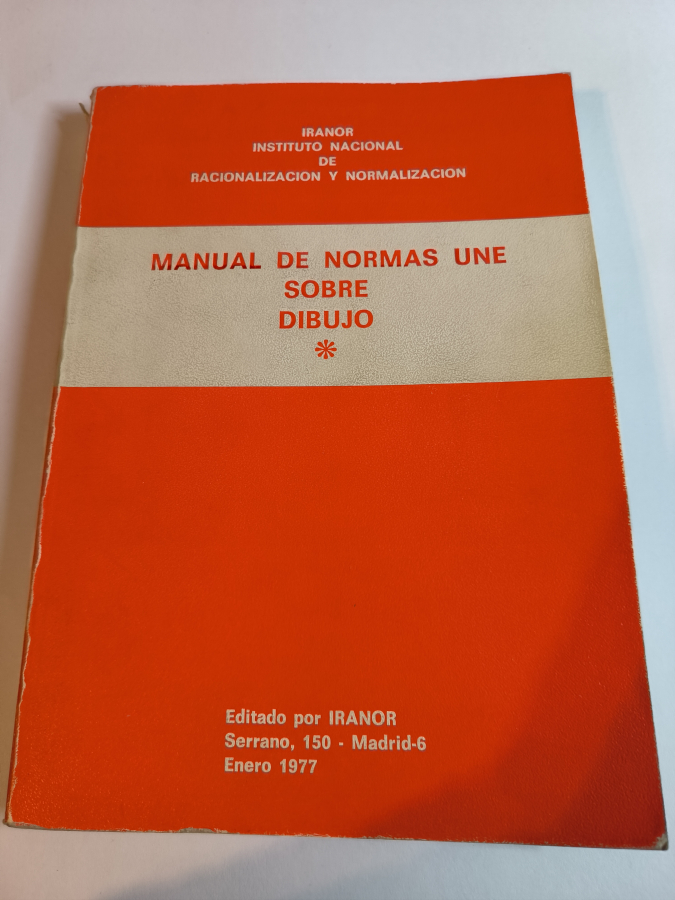 IRANOR
INSTITUTO NACIONAL
DE
RACIONALIZACION Y NORMALIZACION
MANUAL DE NORMAS UNE
SOBRE
DIBUJO
*
Editado por IRANOR
Serrano, 150 - Madrid-6
Enero 1977